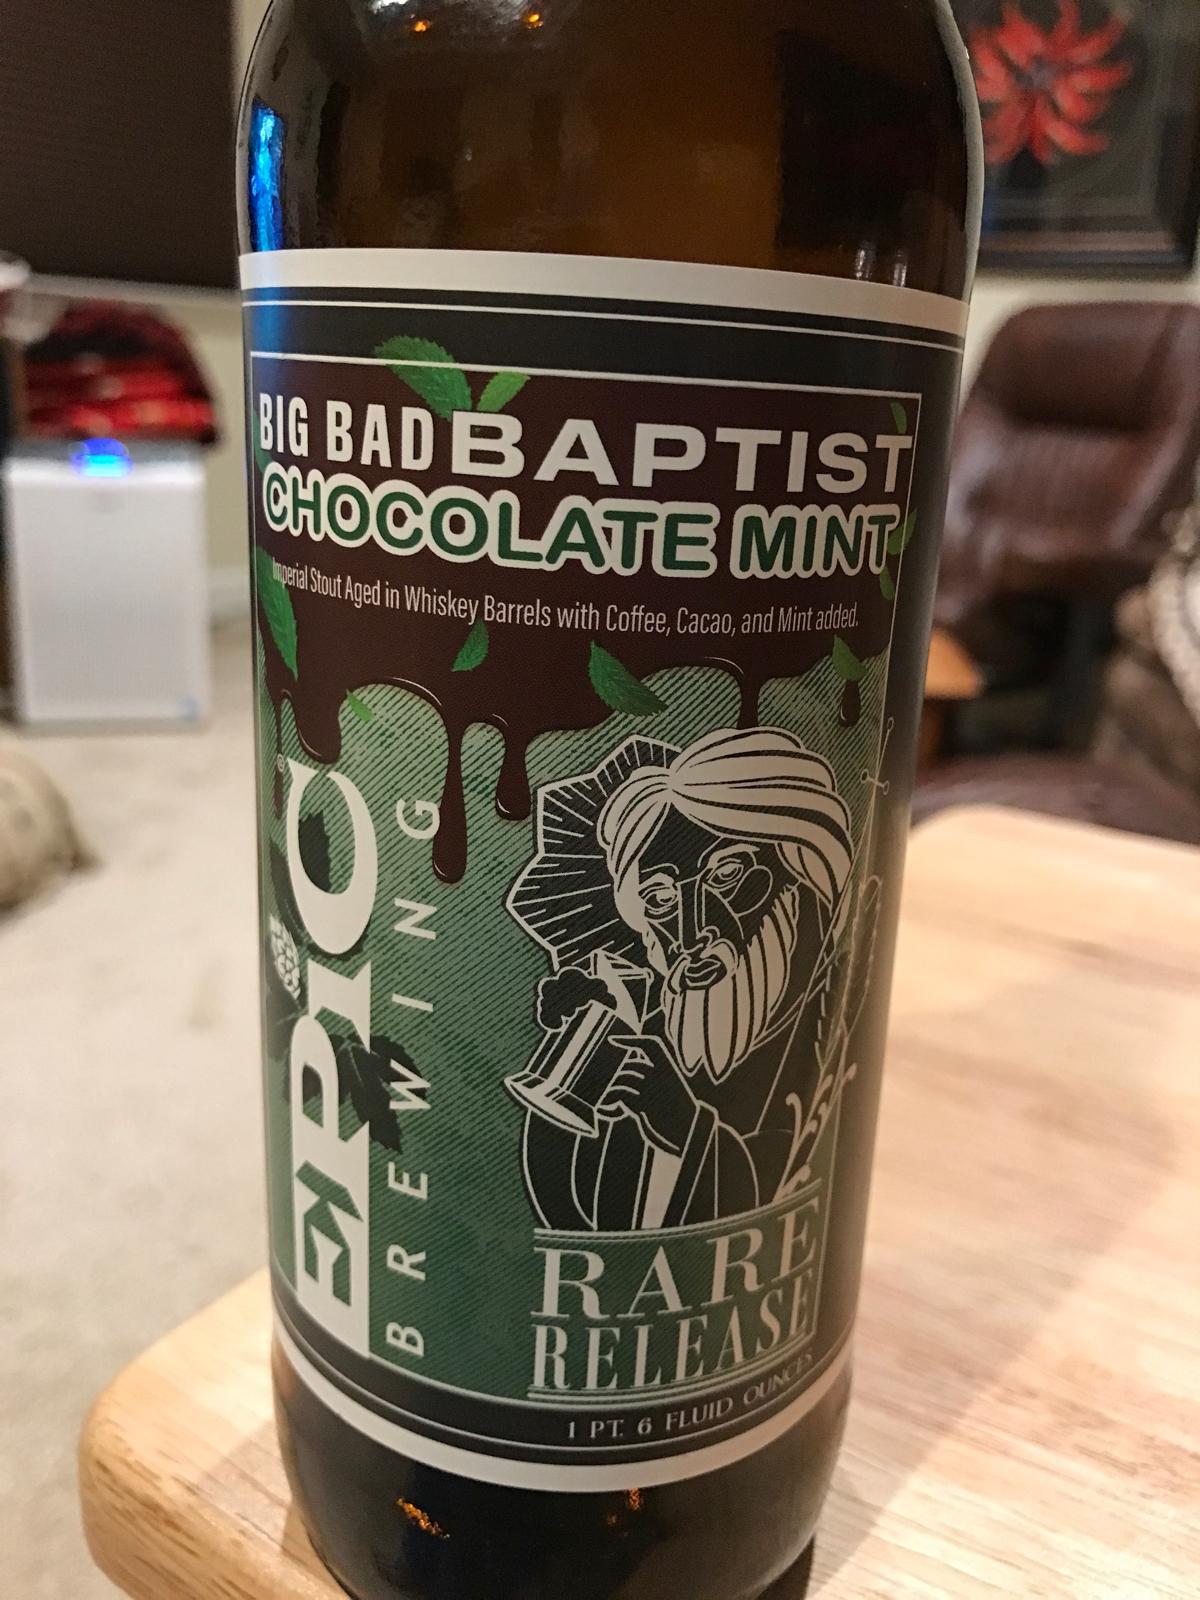 BIG BAD BAPTIST
CHOCOLATE MINT
Imperial Stout Aged in Whiskey Barrels with Coffee, Cacao, and Mint added.
EPIC
®
BREWING
RARE
RELEASE
1 PT. 6 FLUID OUNCES